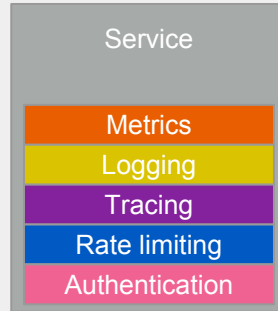 Service
Metrics
Logging
Tracing
Rate limiting
Authentication